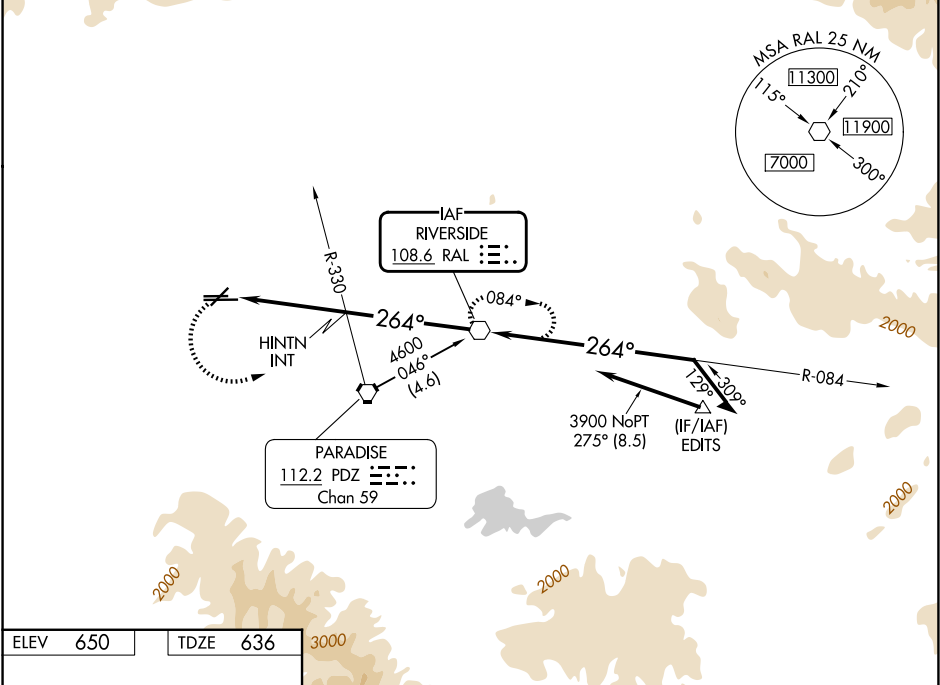 MSA RAL 25 NM
11300
115°
210°
11900
7000
300°
IAF
RIVERSIDE
108.6 RAL
R-330
084°
264°
HINTN
INT
4600
046°
(4.6)
264°
2000
R-084
309°
129°
3900 NoPT
275° (8.5)
(IF/IAF)
EDITS
PARADISE
112.2 PDZ
Chan 59
2000
2000
2000
ELEV 650
TDZE 636
3000